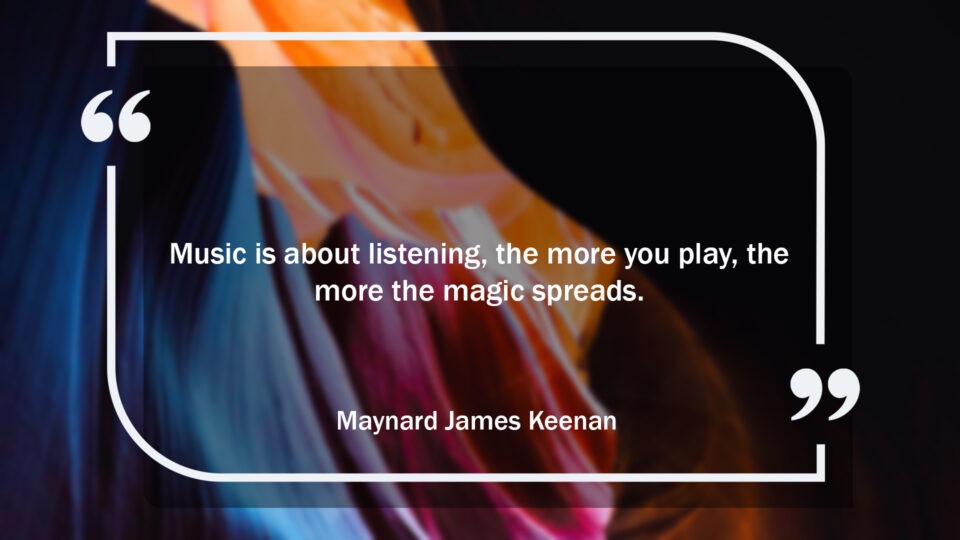 “
Music is about listening, the more you play, the
more the magic spreads.
Maynard James Keenan
”